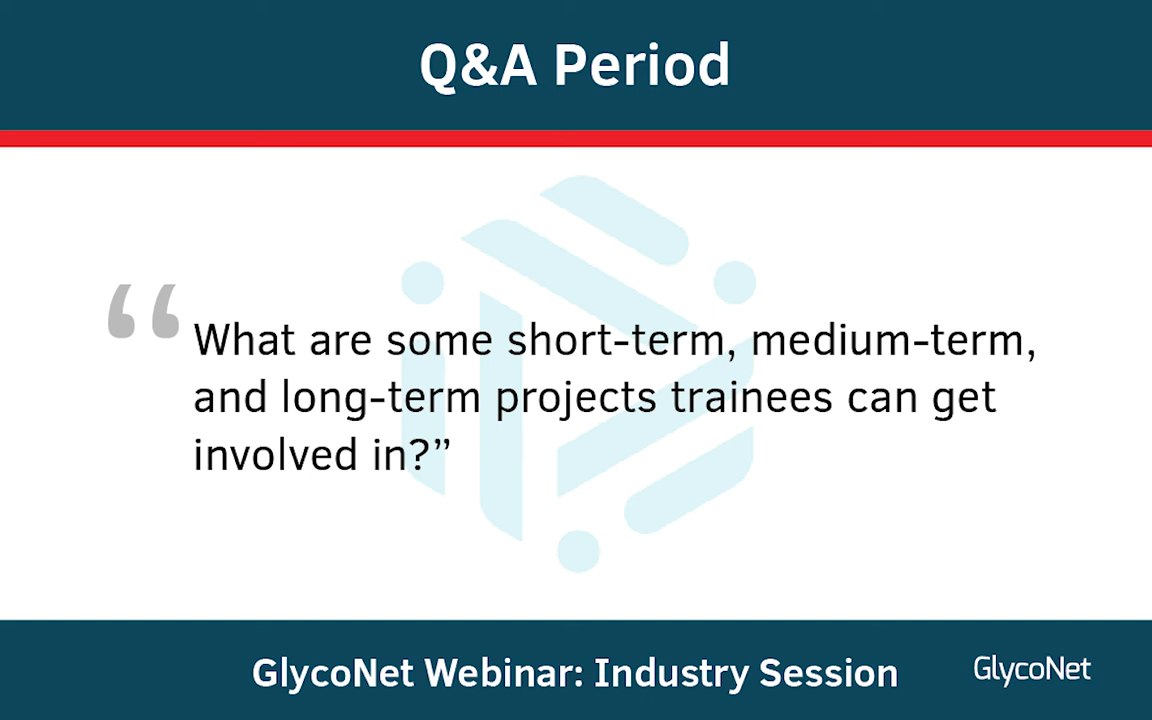 Q&A Period
“What are some short-term, medium-term,
and long-term projects trainees can get
involved in?”
GlycoNet Webinar: Industry Session
GlycoNet